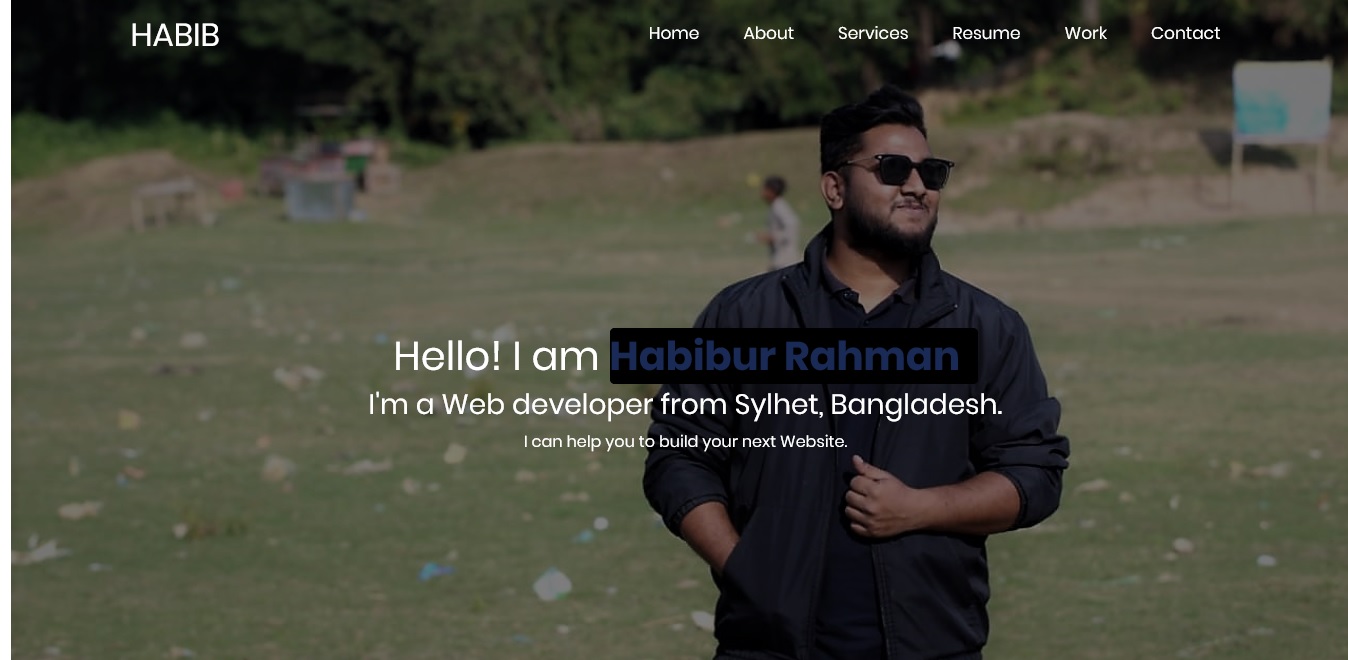 HABIB
Home About Services Resume Work Contact
Hello! I am Habibur Rahman
I'm a Web developer from Sylhet, Bangladesh.
I can help you to build your next Website.